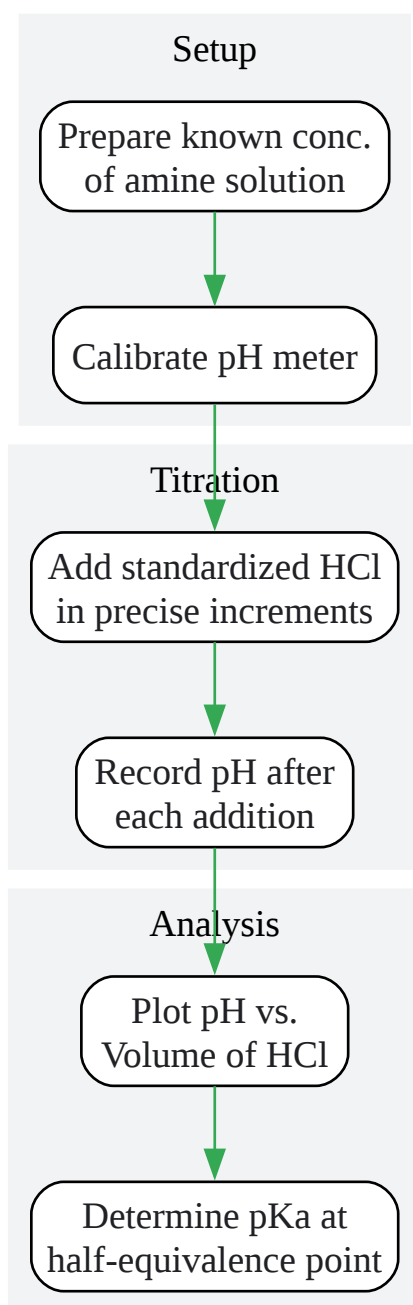 Setup
Prepare known conc.
of amine solution
Calibrate pH meter
Titration
Add standardized HCl
in precise increments
Record pH after
each addition
Analysis
Plot pH vs.
Volume of HCl
Determine pKa at
half-equivalence point